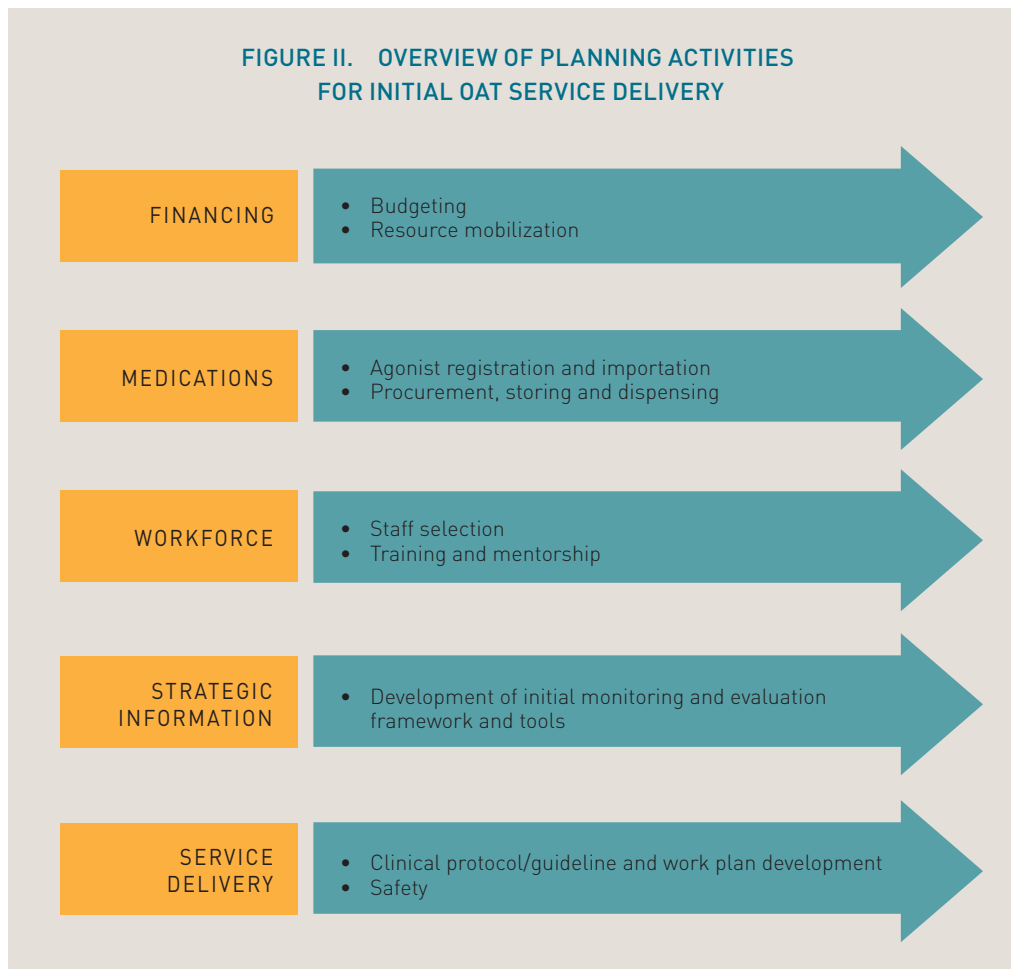 FIGURE II. OVERVIEW OF PLANNING ACTIVITIES
FOR INITIAL OAT SERVICE DELIVERY
FINANCING
• Budgeting
• Resource mobilization
MEDICATIONS
• Agonist registration and importation
• Procurement, storing and dispensing
WORKFORCE
• Staff selection
• Training and mentorship
STRATEGIC
INFORMATION
• Development of initial monitoring and evaluation
framework and tools
SERVICE
DELIVERY
• Clinical protocol/guideline and work plan development
• Safety